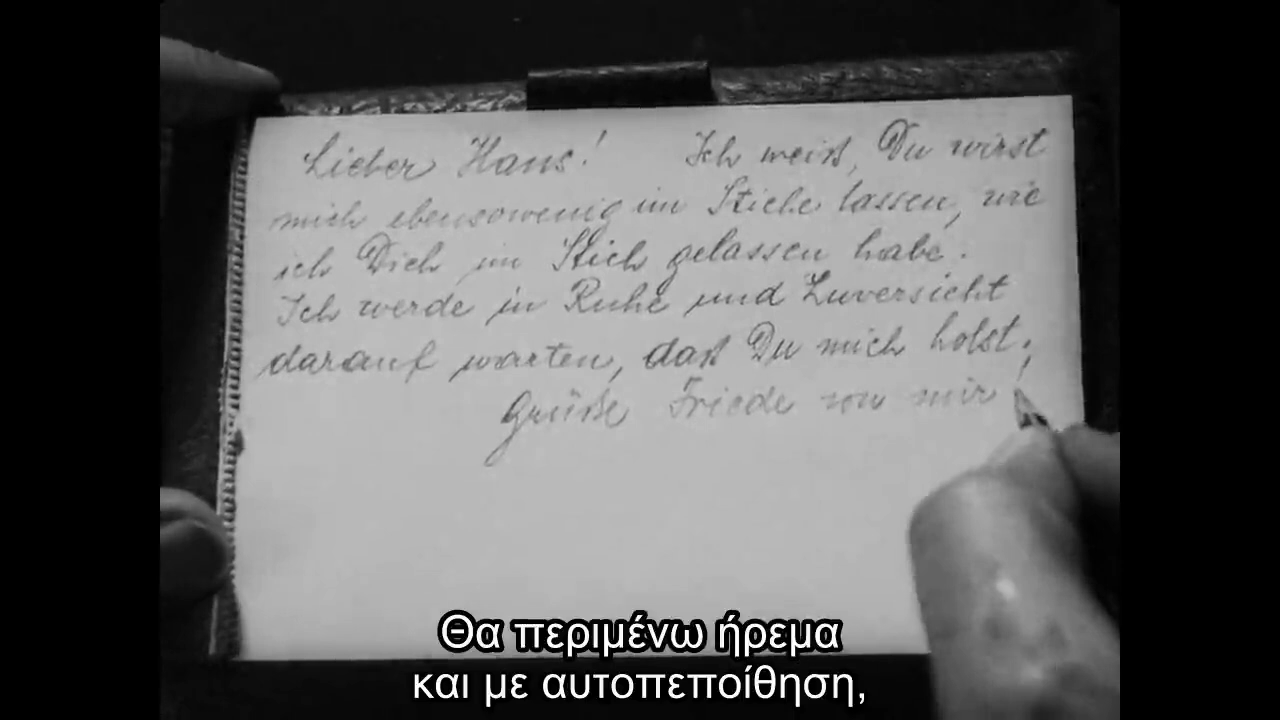 Lieber Hans! Ich weiß, Du wirst
mich ebensowenig im Stiche lassen, wie
ich Dich im Stich gelassen habe.
Ich werde in Ruhe und Zuversicht
darauf warten, daß Du mich holst.
Grüße Friede von mir!
Θα περιμένω ήρεμα
και με αυτοπεποίθηση,